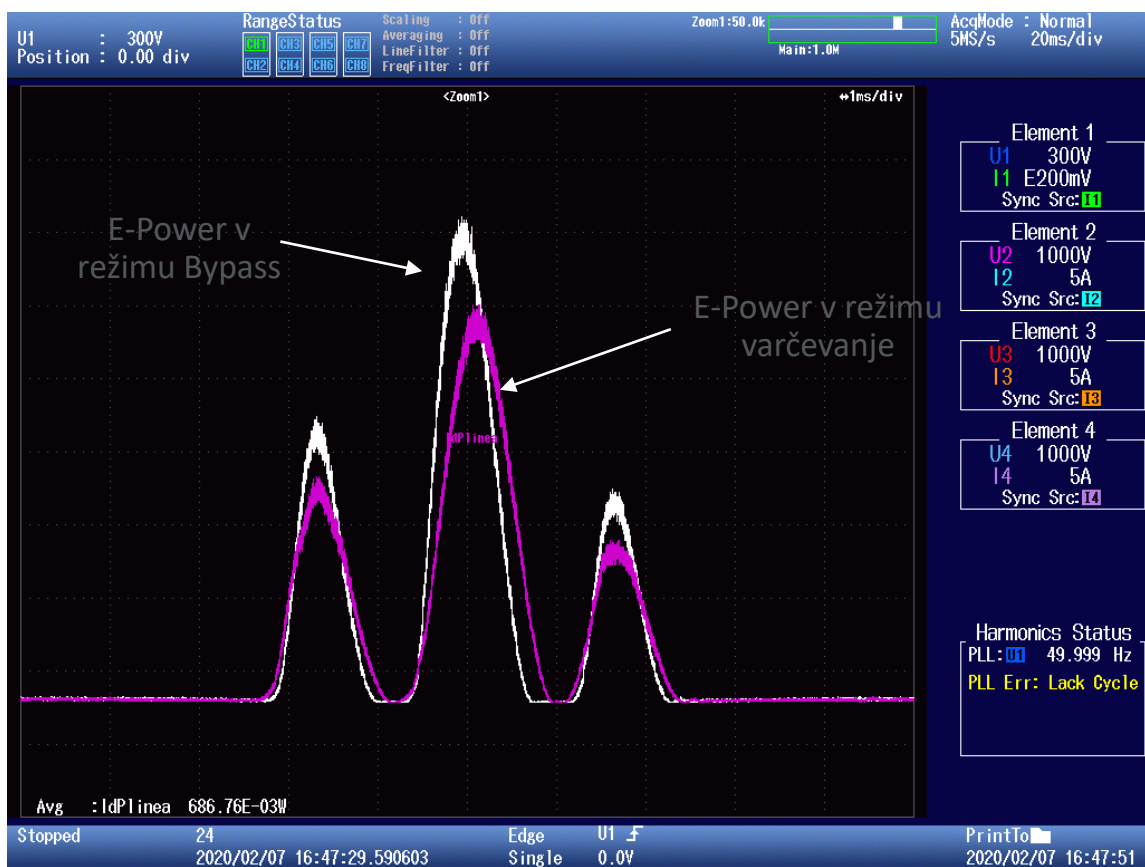 U1 : 300V
Position : 0.00 div
RangeStatus
CH1 CH3 CH5 CH7
CH2 CH4 CH6 CH8
Scaling : Off
Averaging : Off
LineFilter : Off
FreqFilter : Off
Zoom1:50.0k
Main:1.0M
AcqMode : Normal
5MS/s 20ms/div
<Zoom1>
↔1ms/div
E-Power v
režimu Bypass
E-Power v režimu
varčevanje
IdPlinea
Avg :IdPlinea 686.76E-03W
Element 1
U1 300V
I1 E200mV
Sync Src:I1
Element 2
U2 1000V
I2 5A
Sync Src:I2
Element 3
U3 1000V
I3 5A
Sync Src:I3
Element 4
U4 1000V
I4 5A
Sync Src:I4
Harmonics Status
PLL:U1 49.999 Hz
PLL Err: Lack Cycle
Stopped
24
2020/02/07 16:47:29.590603
Edge U1
Single 0.0V
PrintTo
2020/02/07 16:47:51